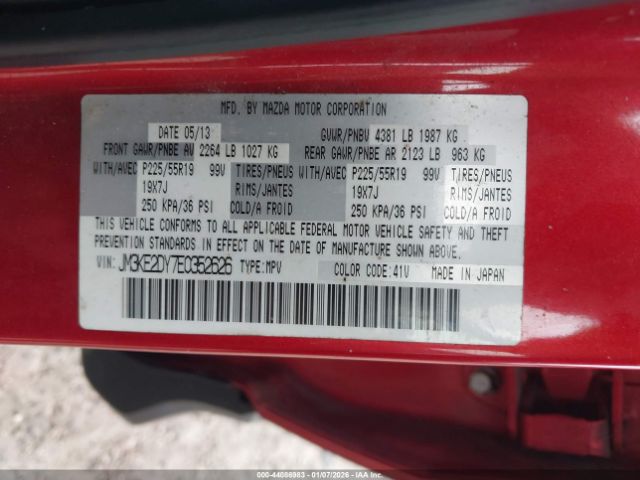 MFD. BY MAZDA MOTOR CORPORATION
DATE 05/13 GVWR/PNBV 4381 LB 1987 KG
FRONT GAWR/PNBE AV 2264 LB 1027 KG REAR GAWR/PNBE AR 2123 LB 963 KG
WITH/AVEC P225/55R19 99V TIRES/PNEUS WITH/AVEC P225/55R19 99V TIRES/PNEUS
19X7J RIMS/JANTES 19X7J RIMS/JANTES
250 KPA/36 PSI COLD/A FROID 250 KPA/36 PSI COLD/A FROID
THIS VEHICLE CONFORMS TO ALL APPLICABLE FEDERAL MOTOR VEHICLE SAFETY AND THEFT
PREVENTION STANDARDS IN EFFECT ON THE DATE OF MANUFACTURE SHOWN ABOVE.
VIN: JM3KE2DY7E0352626 TYPE:MPV COLOR CODE:41V MADE IN JAPAN
000-44086983 | 01/07/2026 - COPYRIGHT IAA